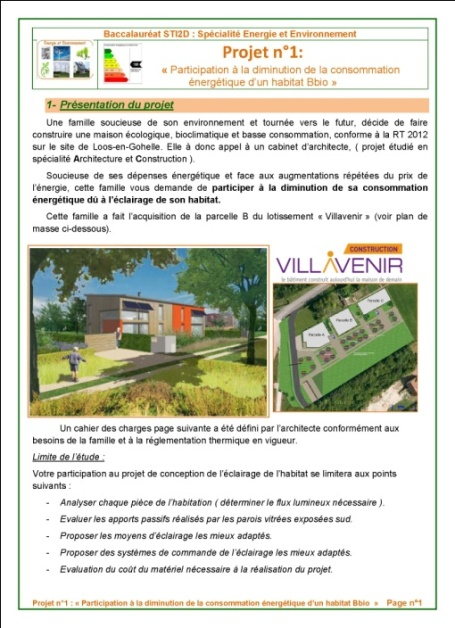 Baccalauréat STI2D : Spécialité Energie et Environnement
Projet n°1:
« Participation à la diminution de la consommation
énergétique d'un habitat Bbio »
1- Présentation du projet
Une famille soucieuse de son environnement et tournée vers le futur, décide de faire
construire une maison écologique, bioclimatique et basse consommation, conforme à la RT 2012
sur le site de Loos-en-Gohelle. Elle à donc appel à un cabinet d'architecte, ( projet étudié en
spécialité Architecture et Construction ).
Soucieuse de ses dépenses énergétique et face aux augmentations répétées du prix de
l'énergie, cette famille vous demande de participer à la diminution de sa consommation
énergétique dû à l'éclairage de son habitat.
Cette famille a fait l'acquisition de la parcelle B du lotissement « Villavenir » (voir plan de
masse ci-dessous).
CONSTRUCTION
VILLAVENIR
le bâtiment construit aujourd'hui la maison de demain
Parcelle C
Parcelle B
Parcelle A
Un cahier des charges page suivante a été défini par l'architecte conformément aux
besoins de la famille et à la réglementation thermique en vigueur.
Limite de l'étude :
Votre participation au projet de conception de l'éclairage de l'habitat se limitera aux points
suivants :
- Analyser chaque pièce de l'habitation ( déterminer le flux lumineux nécessaire ).
- Evaluer les apports passifs réalisés par les parois vitrées exposées sud.
- Proposer les moyens d'éclairage les mieux adaptés.
- Proposer des systèmes de commande de l'éclairage les mieux adaptés.
- Evaluation du coût du matériel nécessaire à la réalisation du projet.
Projet n°1 : « Participation à la diminution de la consommation énergétique d'un habitat Bbio » Page n°1